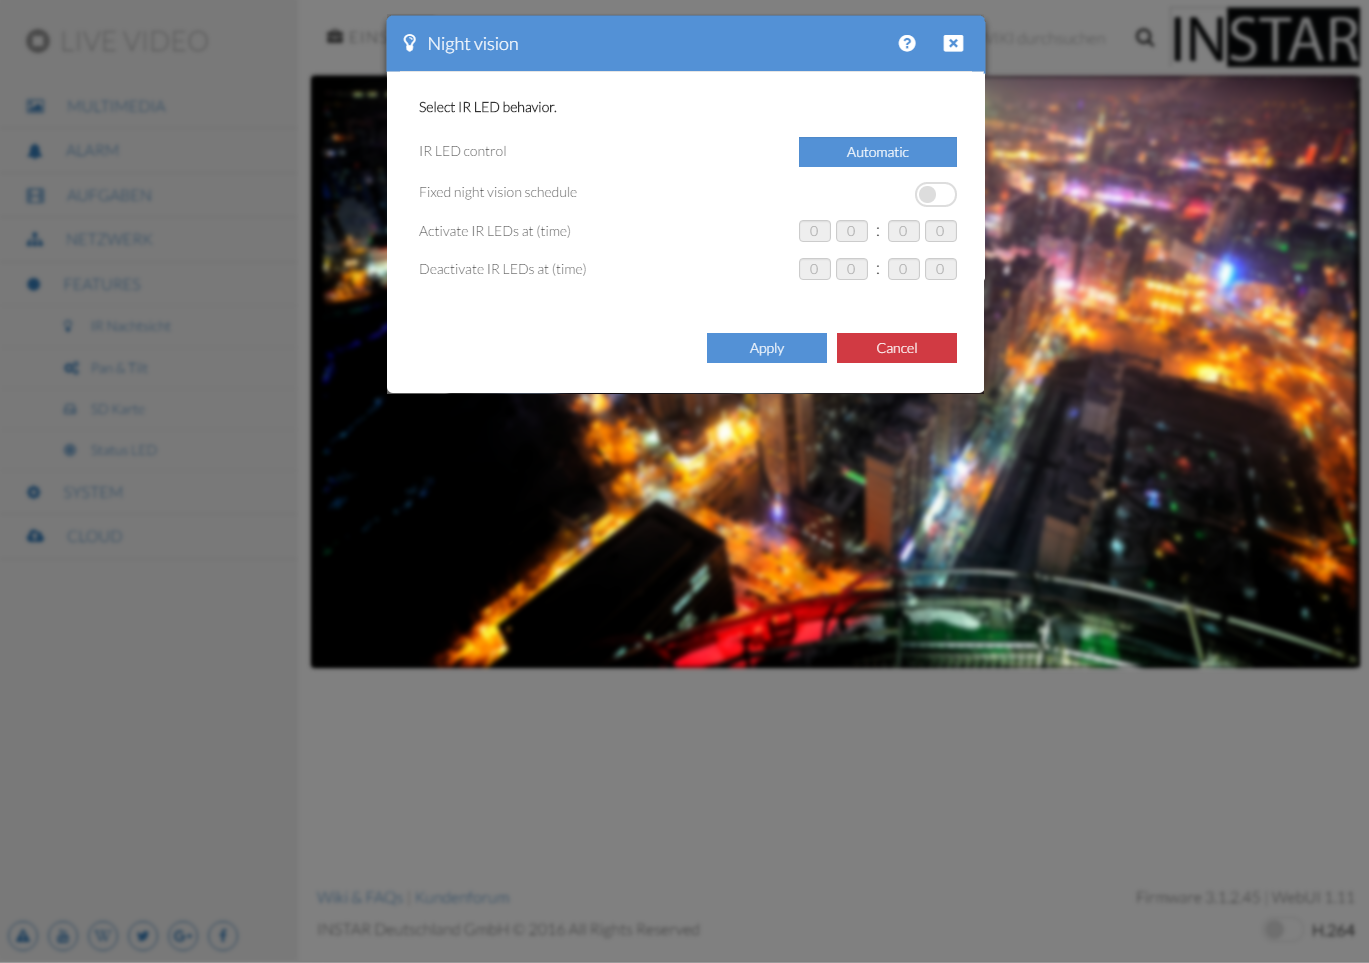 LIVE VIDEO
MULTIMEDIA
ALARM
AUFGABEN
NETZWERK
FEATURES
IR Nachtsicht
Pan & Tilt
SD Karte
Status LED
SYSTEM
CLOUD
durchsuchen
INSTAR
Night vision
Select IR LED behavior.
IR LED control Automatic
Fixed night vision schedule
Activate IR LEDs at (time) 0 0 : 0 0
Deactivate IR LEDs at (time) 0 0 : 0 0
Apply Cancel
Wiki & FAQs | Kundenforum
Firmware 3.1.2.45 | WebUI 1.11
INSTAR Deutschland GmbH © 2016 All Rights Reserved
H.264